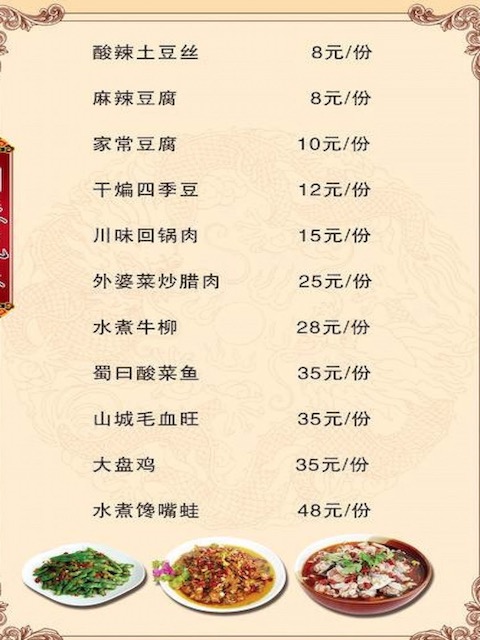 酸辣土豆丝 8元/份
麻辣豆腐 8元/份
家常豆腐 10元/份
干煸四季豆 12元/份
川味回锅肉 15元/份
外婆菜炒腊肉 25元/份
水煮牛柳 28元/份
蜀曰酸菜鱼 35元/份
山城毛血旺 35元/份
大盘鸡 35元/份
水煮馋嘴蛙 48元/份